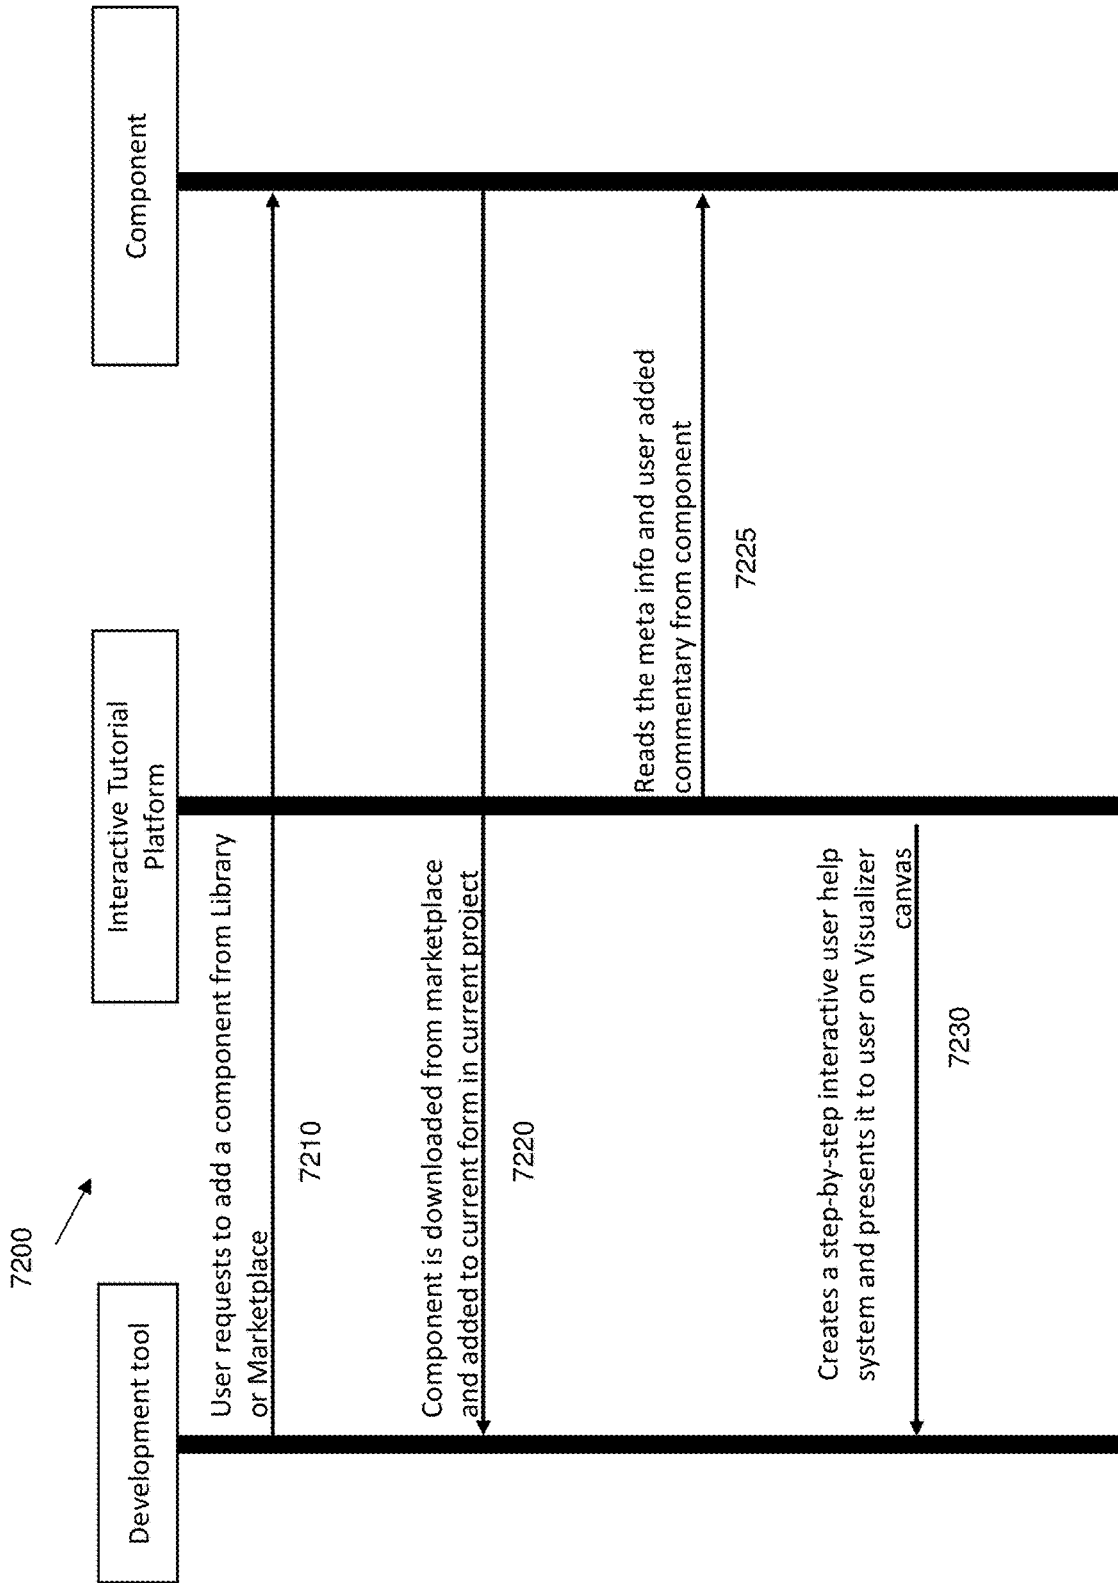 7200
Development tool
Interactive Tutorial
Platform
Component
User requests to add a component from Library
or Marketplace
7210
Component is downloaded from marketplace
and added to current form in current project
7220
Reads the meta info and user added
commentary from component
7225
Creates a step-by-step interactive user help
system and presents it to user on Visualizer
canvas
7230